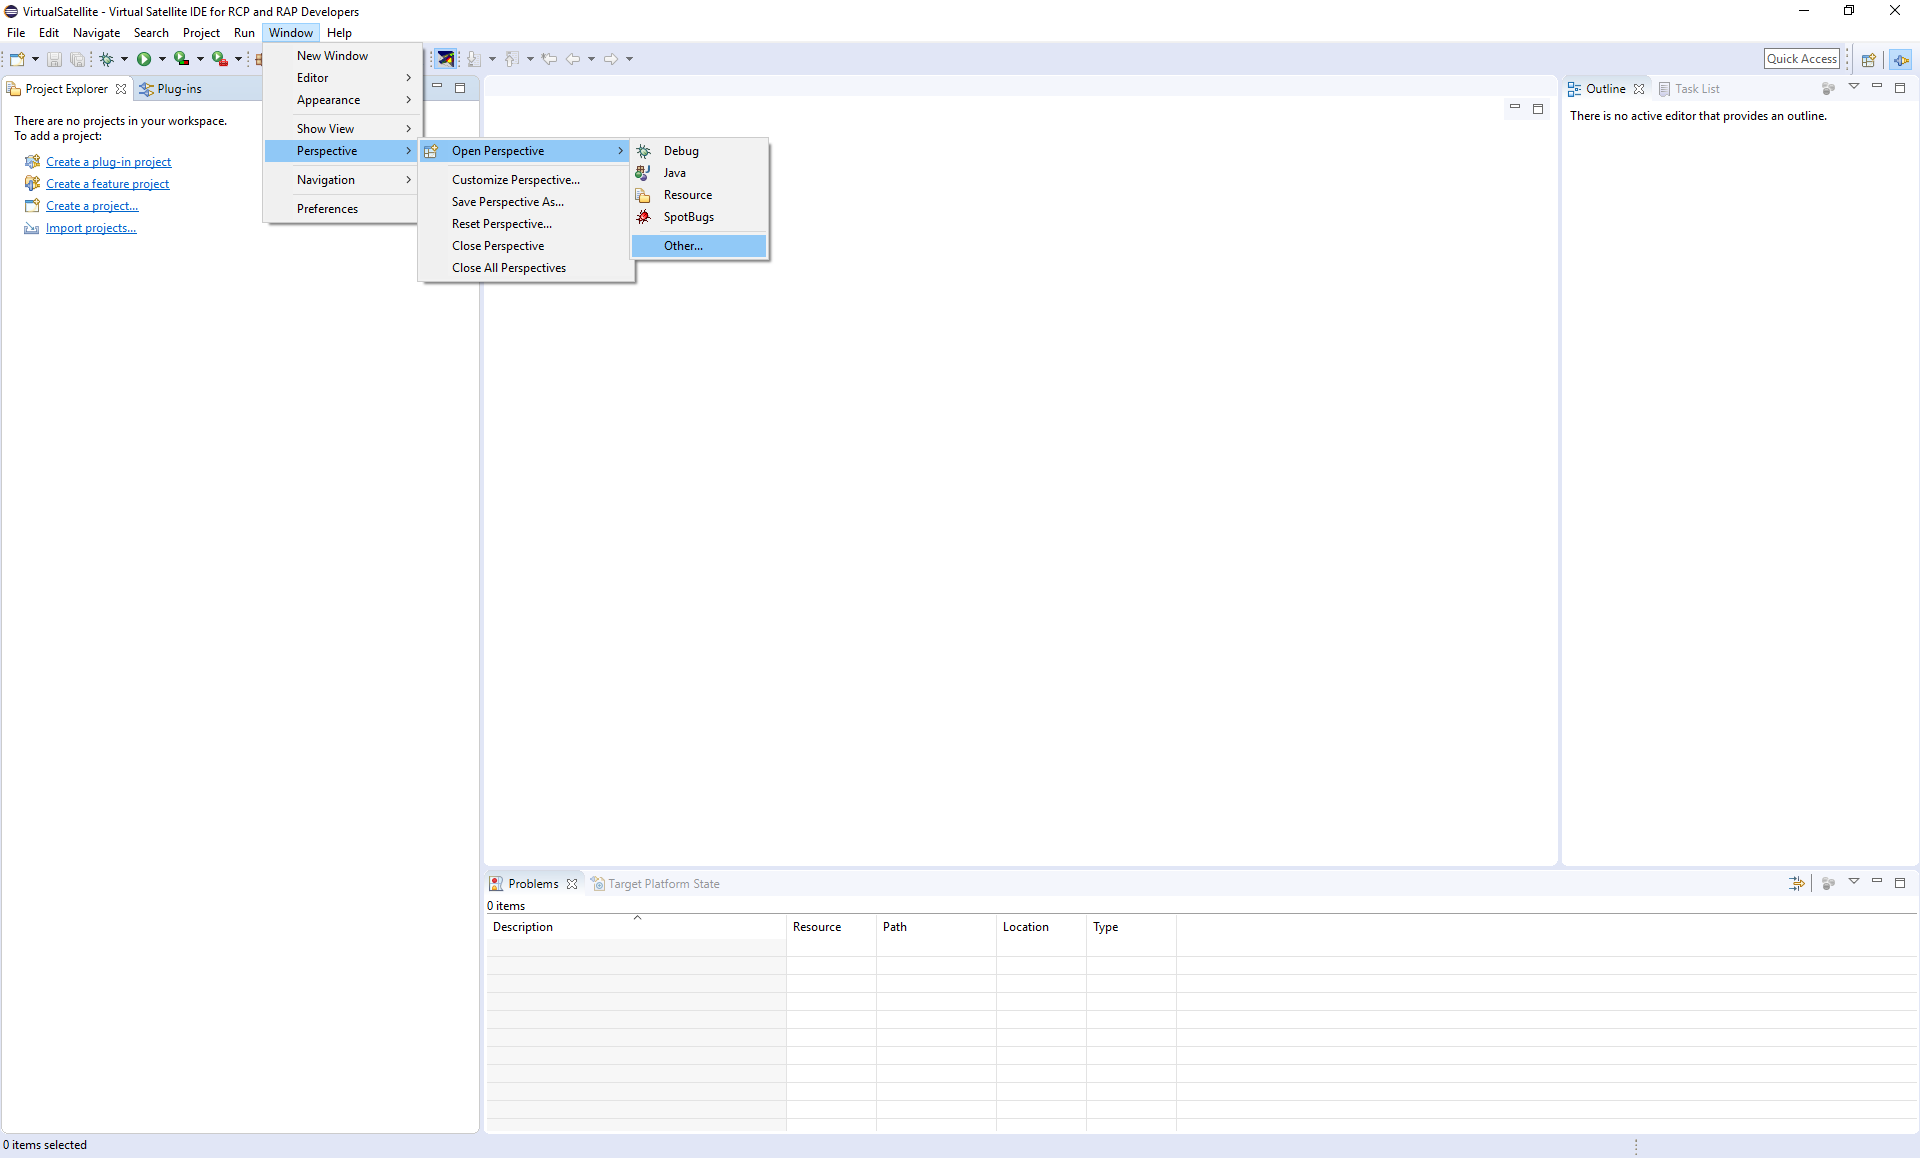 VirtualSatellite - Virtual Satellite IDE for RCP and RAP Developers
File Edit Navigate Search Project Run Window Help
Quick Access
Project Explorer
Plug-ins
There are no projects in your workspace.
To add a project:
Create a plug-in project
Create a feature project
Create a project...
Import projects...
New Window
Editor
Appearance
Show View
Perspective
Navigation
Preferences
Open Perspective
Customize Perspective...
Save Perspective As...
Reset Perspective...
Close Perspective
Close All Perspectives
Debug
Java
Resource
SpotBugs
Other...
Outline
Task List
There is no active editor that provides an outline.
Problems
Target Platform State
0 items
Description Resource Path Location Type
0 items selected